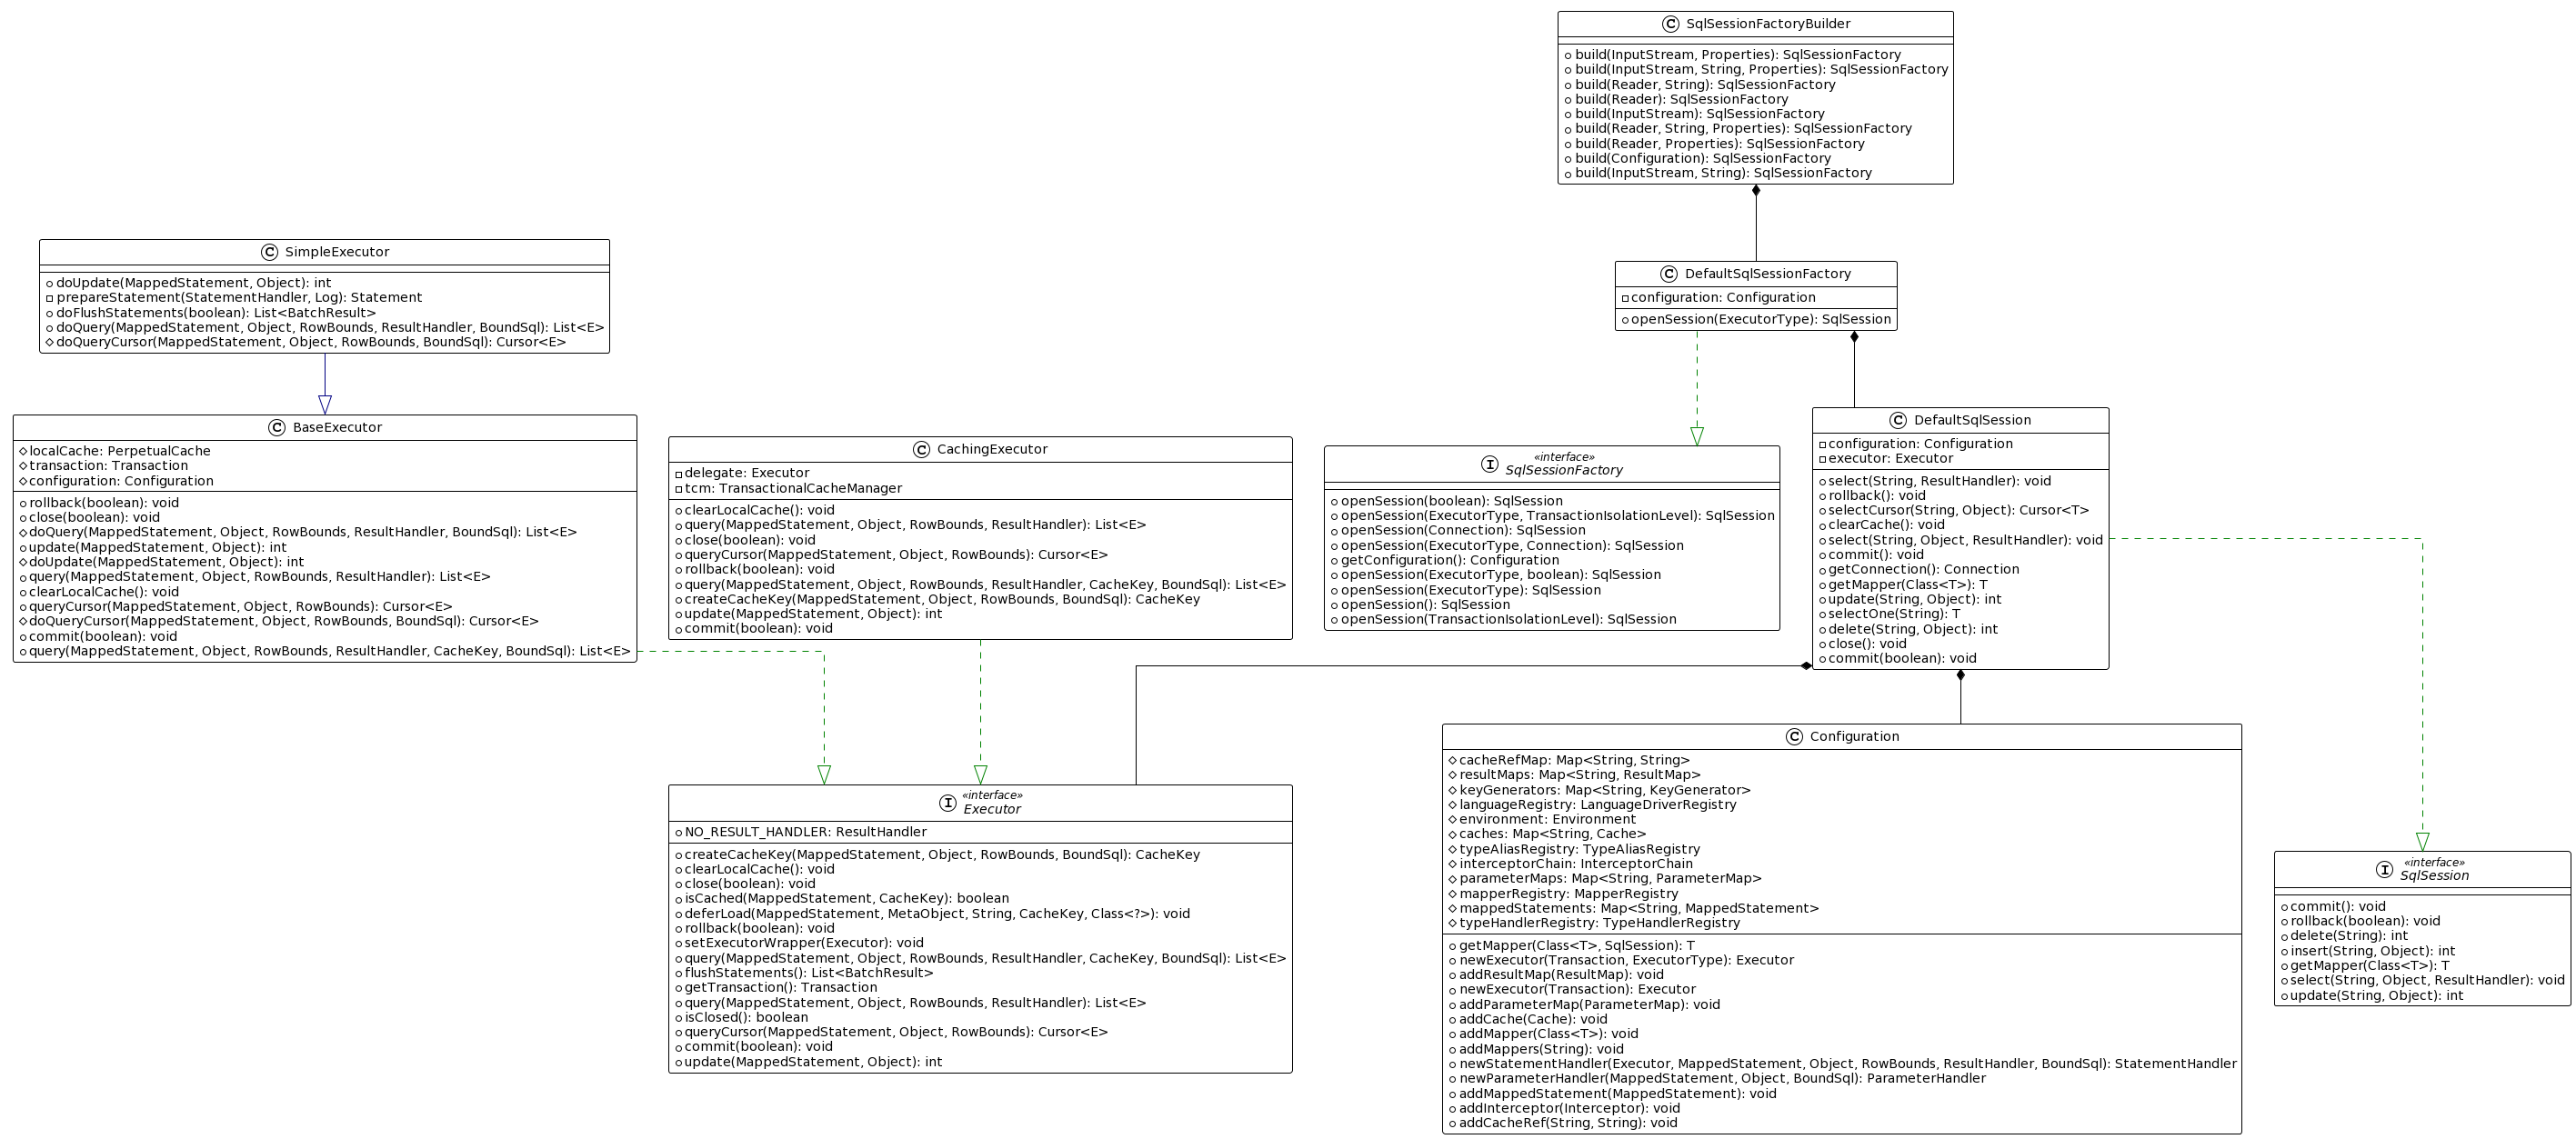 C SqlSessionFactoryBuilder
build(InputStream, Properties): SqlSessionFactory
build(InputStream, String, Properties): SqlSessionFactory
build(Reader, String): SqlSessionFactory
build(Reader): SqlSessionFactory
build(InputStream): SqlSessionFactory
build(Reader, String, Properties): SqlSessionFactory
build(Reader, Properties): SqlSessionFactory
build(Configuration): SqlSessionFactory
build(InputStream, String): SqlSessionFactory
C SimpleExecutor
doUpdate(MappedStatement, Object): int
prepareStatement(StatementHandler, Log): Statement
doFlushStatements(boolean): List<BatchResult>
doQuery(MappedStatement, Object, RowBounds, ResultHandler, BoundSql): List<E>
doQueryCursor(MappedStatement, Object, RowBounds, BoundSql): Cursor<E>
C DefaultSqlSessionFactory
configuration: Configuration
openSession(ExecutorType): SqlSession
C BaseExecutor
localCache: PerpetualCache
transaction: Transaction
configuration: Configuration
rollback(boolean): void
close(boolean): void
doQuery(MappedStatement, Object, RowBounds, ResultHandler, BoundSql): List<E>
update(MappedStatement, Object): int
doUpdate(MappedStatement, Object): int
query(MappedStatement, Object, RowBounds, ResultHandler): List<E>
clearLocalCache(): void
queryCursor(MappedStatement, Object, RowBounds): Cursor<E>
doQueryCursor(MappedStatement, Object, RowBounds, BoundSql): Cursor<E>
commit(boolean): void
query(MappedStatement, Object, RowBounds, ResultHandler, CacheKey, BoundSql): List<E>
C CachingExecutor
delegate: Executor
tcm: TransactionalCacheManager
clearLocalCache(): void
query(MappedStatement, Object, RowBounds, ResultHandler): List<E>
close(boolean): void
queryCursor(MappedStatement, Object, RowBounds): Cursor<E>
rollback(boolean): void
query(MappedStatement, Object, RowBounds, ResultHandler, CacheKey, BoundSql): List<E>
createCacheKey(MappedStatement, Object, RowBounds, BoundSql): CacheKey
update(MappedStatement, Object): int
commit(boolean): void
«interface»
I SqlSessionFactory
openSession(boolean): SqlSession
openSession(ExecutorType, TransactionIsolationLevel): SqlSession
openSession(Connection): SqlSession
openSession(ExecutorType, Connection): SqlSession
getConfiguration(): Configuration
openSession(ExecutorType, boolean): SqlSession
openSession(ExecutorType): SqlSession
openSession(): SqlSession
openSession(TransactionIsolationLevel): SqlSession
C DefaultSqlSession
configuration: Configuration
executor: Executor
select(String, ResultHandler): void
rollback(): void
selectCursor(String, Object): Cursor<T>
clearCache(): void
select(String, Object, ResultHandler): void
commit(): void
getConnection(): Connection
getMapper(Class<T>): T
update(String, Object): int
selectOne(String): T
delete(String, Object): int
close(): void
commit(boolean): void
«interface»
I Executor
NO_RESULT_HANDLER: ResultHandler
createCacheKey(MappedStatement, Object, RowBounds, BoundSql): CacheKey
clearLocalCache(): void
close(boolean): void
isCached(MappedStatement, CacheKey): boolean
deferLoad(MappedStatement, MetaObject, String, CacheKey, Class<?>): void
rollback(boolean): void
setExecutorWrapper(Executor): void
query(MappedStatement, Object, RowBounds, ResultHandler, CacheKey, BoundSql): List<E>
flushStatements(): List<BatchResult>
getTransaction(): Transaction
query(MappedStatement, Object, RowBounds, ResultHandler): List<E>
isClosed(): boolean
queryCursor(MappedStatement, Object, RowBounds): Cursor<E>
commit(boolean): void
update(MappedStatement, Object): int
C Configuration
cacheRefMap: Map<String, String>
resultMaps: Map<String, ResultMap>
keyGenerators: Map<String, KeyGenerator>
languageRegistry: LanguageDriverRegistry
environment: Environment
caches: Map<String, Cache>
typeAliasRegistry: TypeAliasRegistry
interceptorChain: InterceptorChain
parameterMaps: Map<String, ParameterMap>
mapperRegistry: MapperRegistry
mappedStatements: Map<String, MappedStatement>
typeHandlerRegistry: TypeHandlerRegistry
getMapper(Class<T>, SqlSession): T
newExecutor(Transaction, ExecutorType): Executor
addResultMap(ResultMap): void
newExecutor(Transaction): Executor
addParameterMap(ParameterMap): void
addCache(Cache): void
addMapper(Class<T>): void
addMappers(String): void
newStatementHandler(Executor, MappedStatement, Object, RowBounds, ResultHandler, BoundSql): StatementHandler
newParameterHandler(MappedStatement, Object, BoundSql): ParameterHandler
addMappedStatement(MappedStatement): void
addInterceptor(Interceptor): void
addCacheRef(String, String): void
«interface»
I SqlSession
commit(): void
rollback(boolean): void
delete(String): int
insert(String, Object): int
getMapper(Class<T>): T
select(String, Object, ResultHandler): void
update(String, Object): int